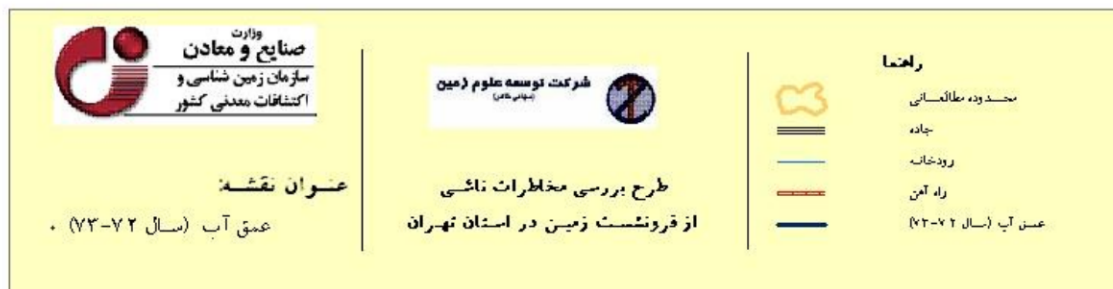 راهنما
محدوده مطالعاتی
جاده
رودخانه
راه آهن
عمق آب (سال ۷۲-۷۳)
شرکت توسعه علوم زمین
(سهامی خاص)
طرح بررسی مخاطرات ناشی
از فرونشست زمین در استان تهران
وزارت
صنایع و معادن
سازمان زمین شناسی و
اکتشافات معدنی کشور
عنوان نقشه:
عمق آب (سال ۷۲-۷۳) .